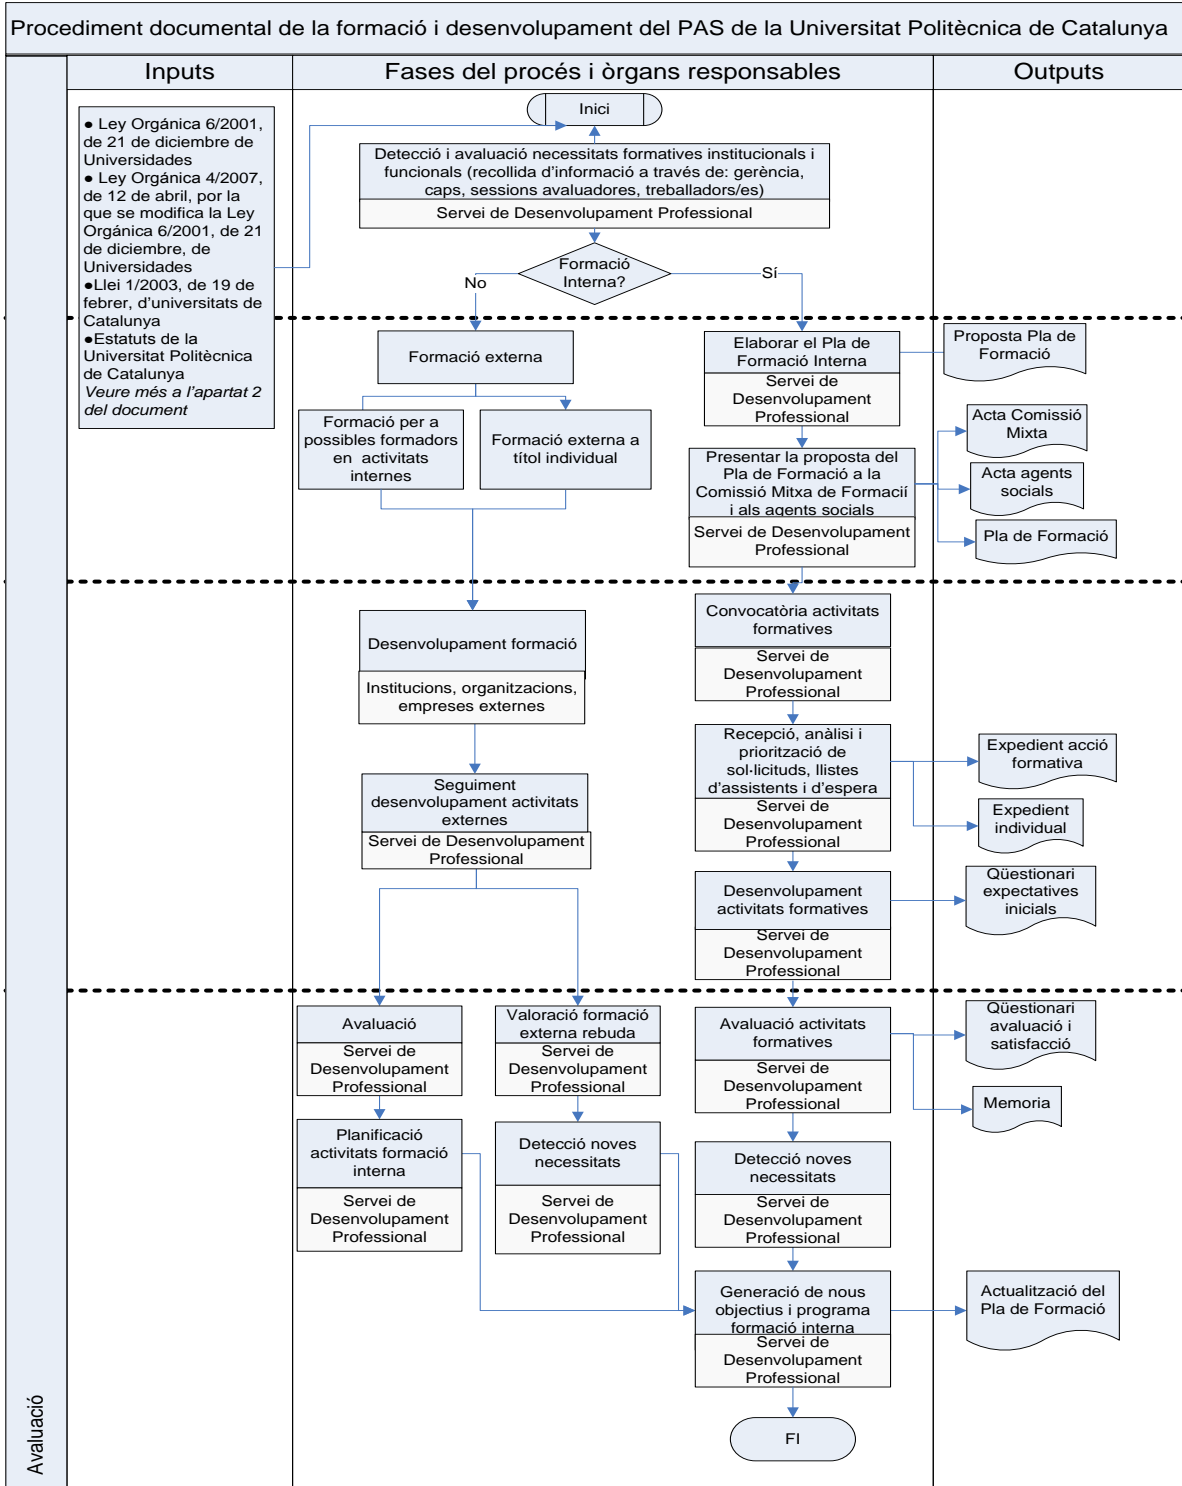 Procediment documental de la formació i desenvolupament del PAS de la Universitat Politècnica de Catalunya
Inputs
Fases del procés i òrgans responsables
Outputs
● Ley Orgánica 6/2001,
de 21 de diciembre de
Universidades
● Ley Orgánica 4/2007,
de 12 de abril, por la
que se modifica la Ley
Orgánica 6/2001, de 21
de diciembre, de
Universidades
●Llei 1/2003, de 19 de
febrer, d'universitats de
Catalunya
●Estatuts de la
Universitat Politècnica
de Catalunya
Veure més a l'apartat 2
del document
Inici
Detecció i avaluació necessitats formatives institucionals i
funcionals (recollida d'informació a través de: gerència,
caps, sessions avaluadores, treballadors/es)
Servei de Desenvolupament Professional
Formació
Interna?
No
Sí
Formació externa
Formació per a
possibles formadors
en activitats
internes
Formació externa a
títol individual
Elaborar el Pla de
Formació Interna
Servei de
Desenvolupament
Professional
Proposta Pla de
Formació
Presentar la proposta del
Pla de Formació a la
Comissió Mitxa de Formacií
i als agents socials
Servei de Desenvolupament
Professional
Acta Comissió
Mixta
Acta agents
socials
Pla de Formació
Desenvolupament formació
Institucions, organitzacions,
empreses externes
Seguiment
desenvolupament activitats
externes
Servei de Desenvolupament
Professional
Convocatòria activitats
formatives
Servei de
Desenvolupament
Professional
Recepció, anàlisi i
priorització de
sol·licituds, llistes
d'assistents i d'espera
Servei de
Desenvolupament
Professional
Expedient acció
formativa
Expedient
individual
Desenvolupament
activitats formatives
Servei de
Desenvolupament
Professional
Qüestionari
expectatives
inicials
Avaluació
Servei de
Desenvolupament
Professional
Valoració formació
externa rebuda
Servei de
Desenvolupament
Professional
Avaluació activitats
formatives
Servei de
Desenvolupament
Professional
Qüestionari
avaluació i
satisfacció
Memoria
Planificació
activitats formació
interna
Servei de
Desenvolupament
Professional
Detecció noves
necessitats
Servei de
Desenvolupament
Professional
Detecció noves
necessitats
Servei de
Desenvolupament
Professional
Generació de nous
objectius i programa
formació interna
Servei de
Desenvolupament
Professional
Actualització del
Pla de Formació
FI
Avaluació